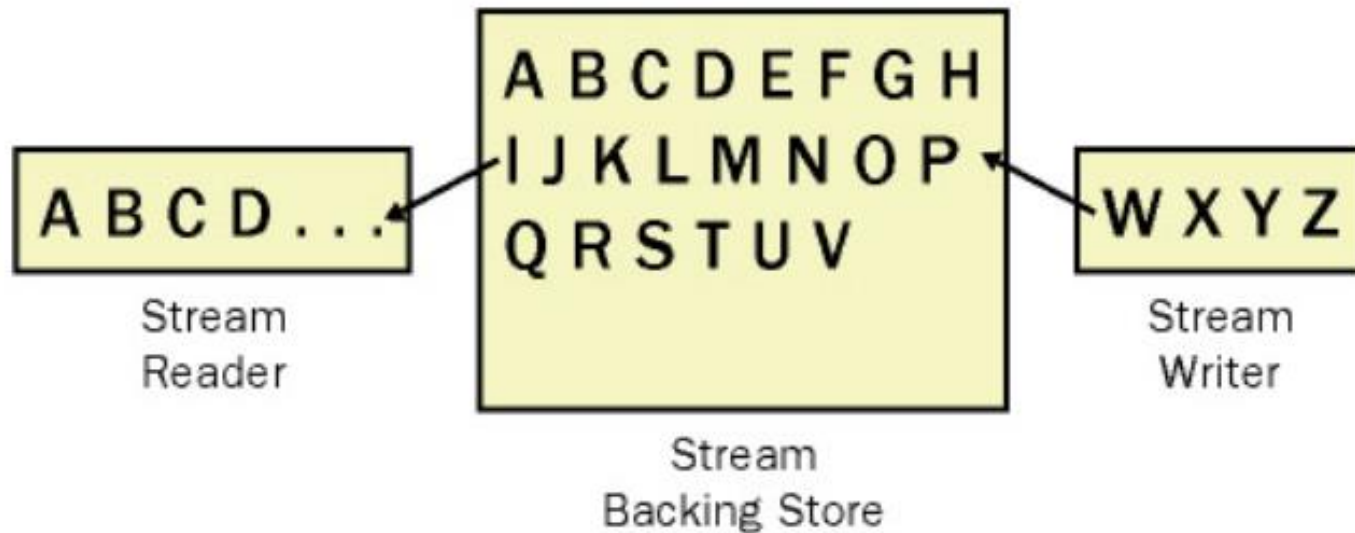 A B C D . . .
Stream
Reader
A B C D E F G H
I J K L M N O P
Q R S T U V
Stream
Backing Store
W X Y Z
Stream
Writer